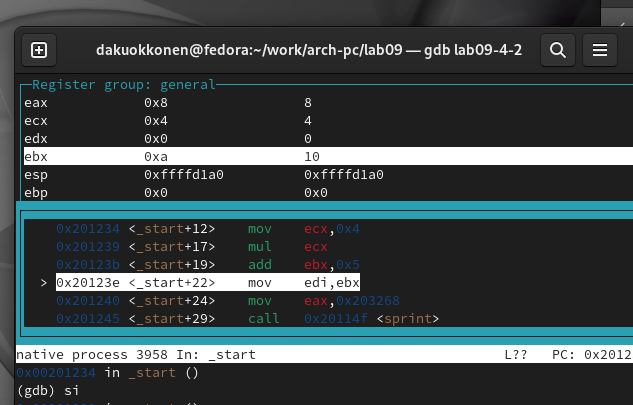 dakuokkonen@fedora:~/work/arch-pc/lab09 — gdb lab09-4-2
Register group: general
eax 0x8 8
ecx 0x4 4
edx 0x0 0
ebx 0xa 10
esp 0xffffd1a0 0xffffd1a0
ebp 0x0 0x0
0x201234 <_start+12> mov ecx,0x4
0x201239 <_start+17> mul ecx
0x20123b <_start+19> add ebx,0x5
> 0x20123e <_start+22> mov edi,ebx
0x201240 <_start+24> mov eax,0x203268
0x201245 <_start+29> call 0x20114f <sprint>
native process 3958 In: _start L?? PC: 0x2012
0x00201234 in _start ()
(gdb) si